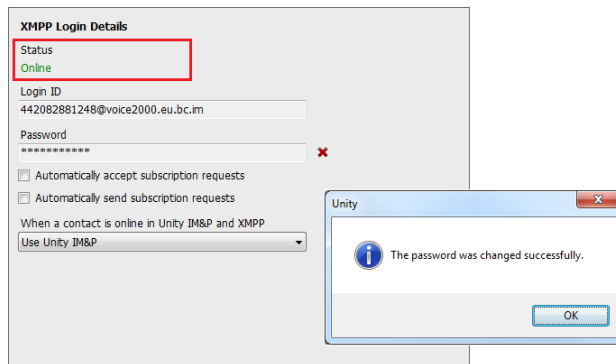 XMPP Login Details
Status
Online
Login ID
442082881248@voice2000.eu.bc.im
Password
***********
Automatically accept subscription requests
Automatically send subscription requests
When a contact is online in Unity IM&P and XMPP
Use Unity IM&P
Unity
The password was changed successfully.
OK